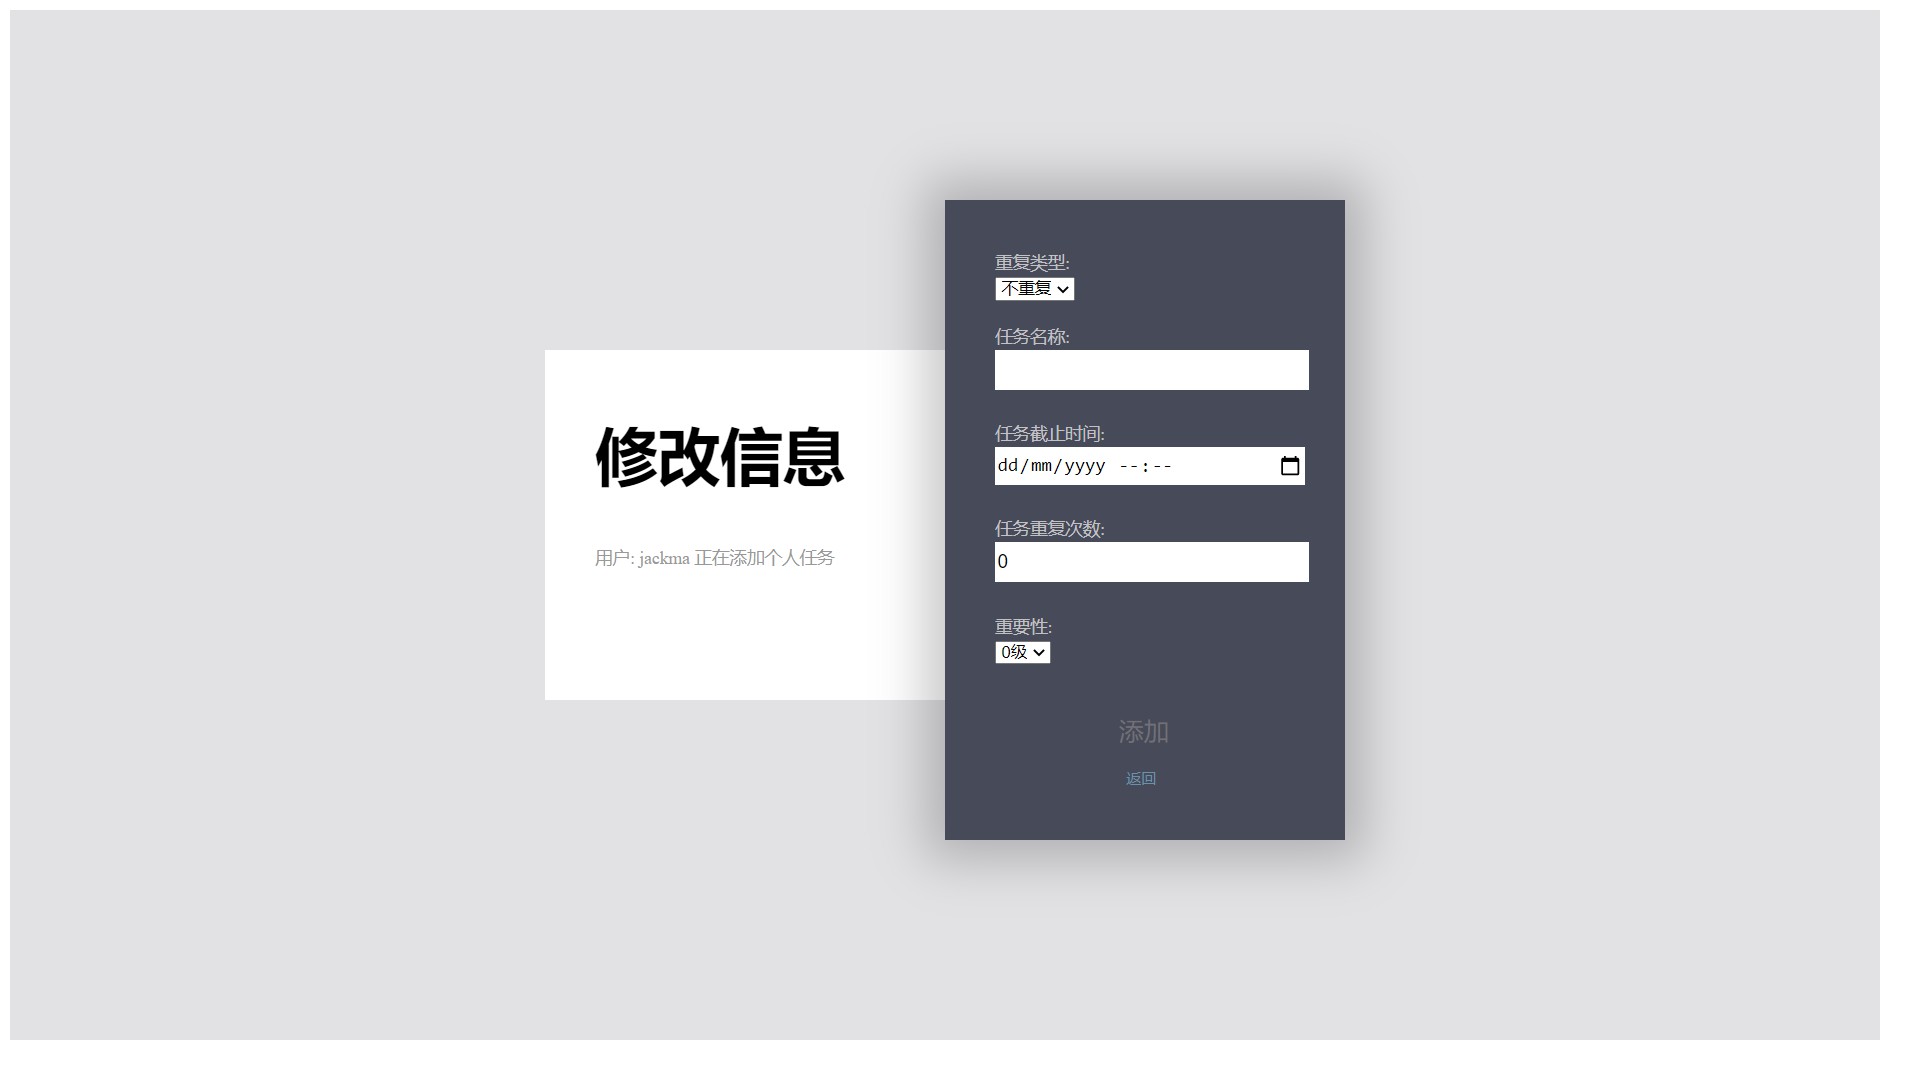 修改信息
用户: jackma 正在添加个人任务
重复类型:
不重复
任务名称:
任务截止时间:
dd/mm/yyyy --:--
任务重复次数:
0
重要性:
0级
添加
返回